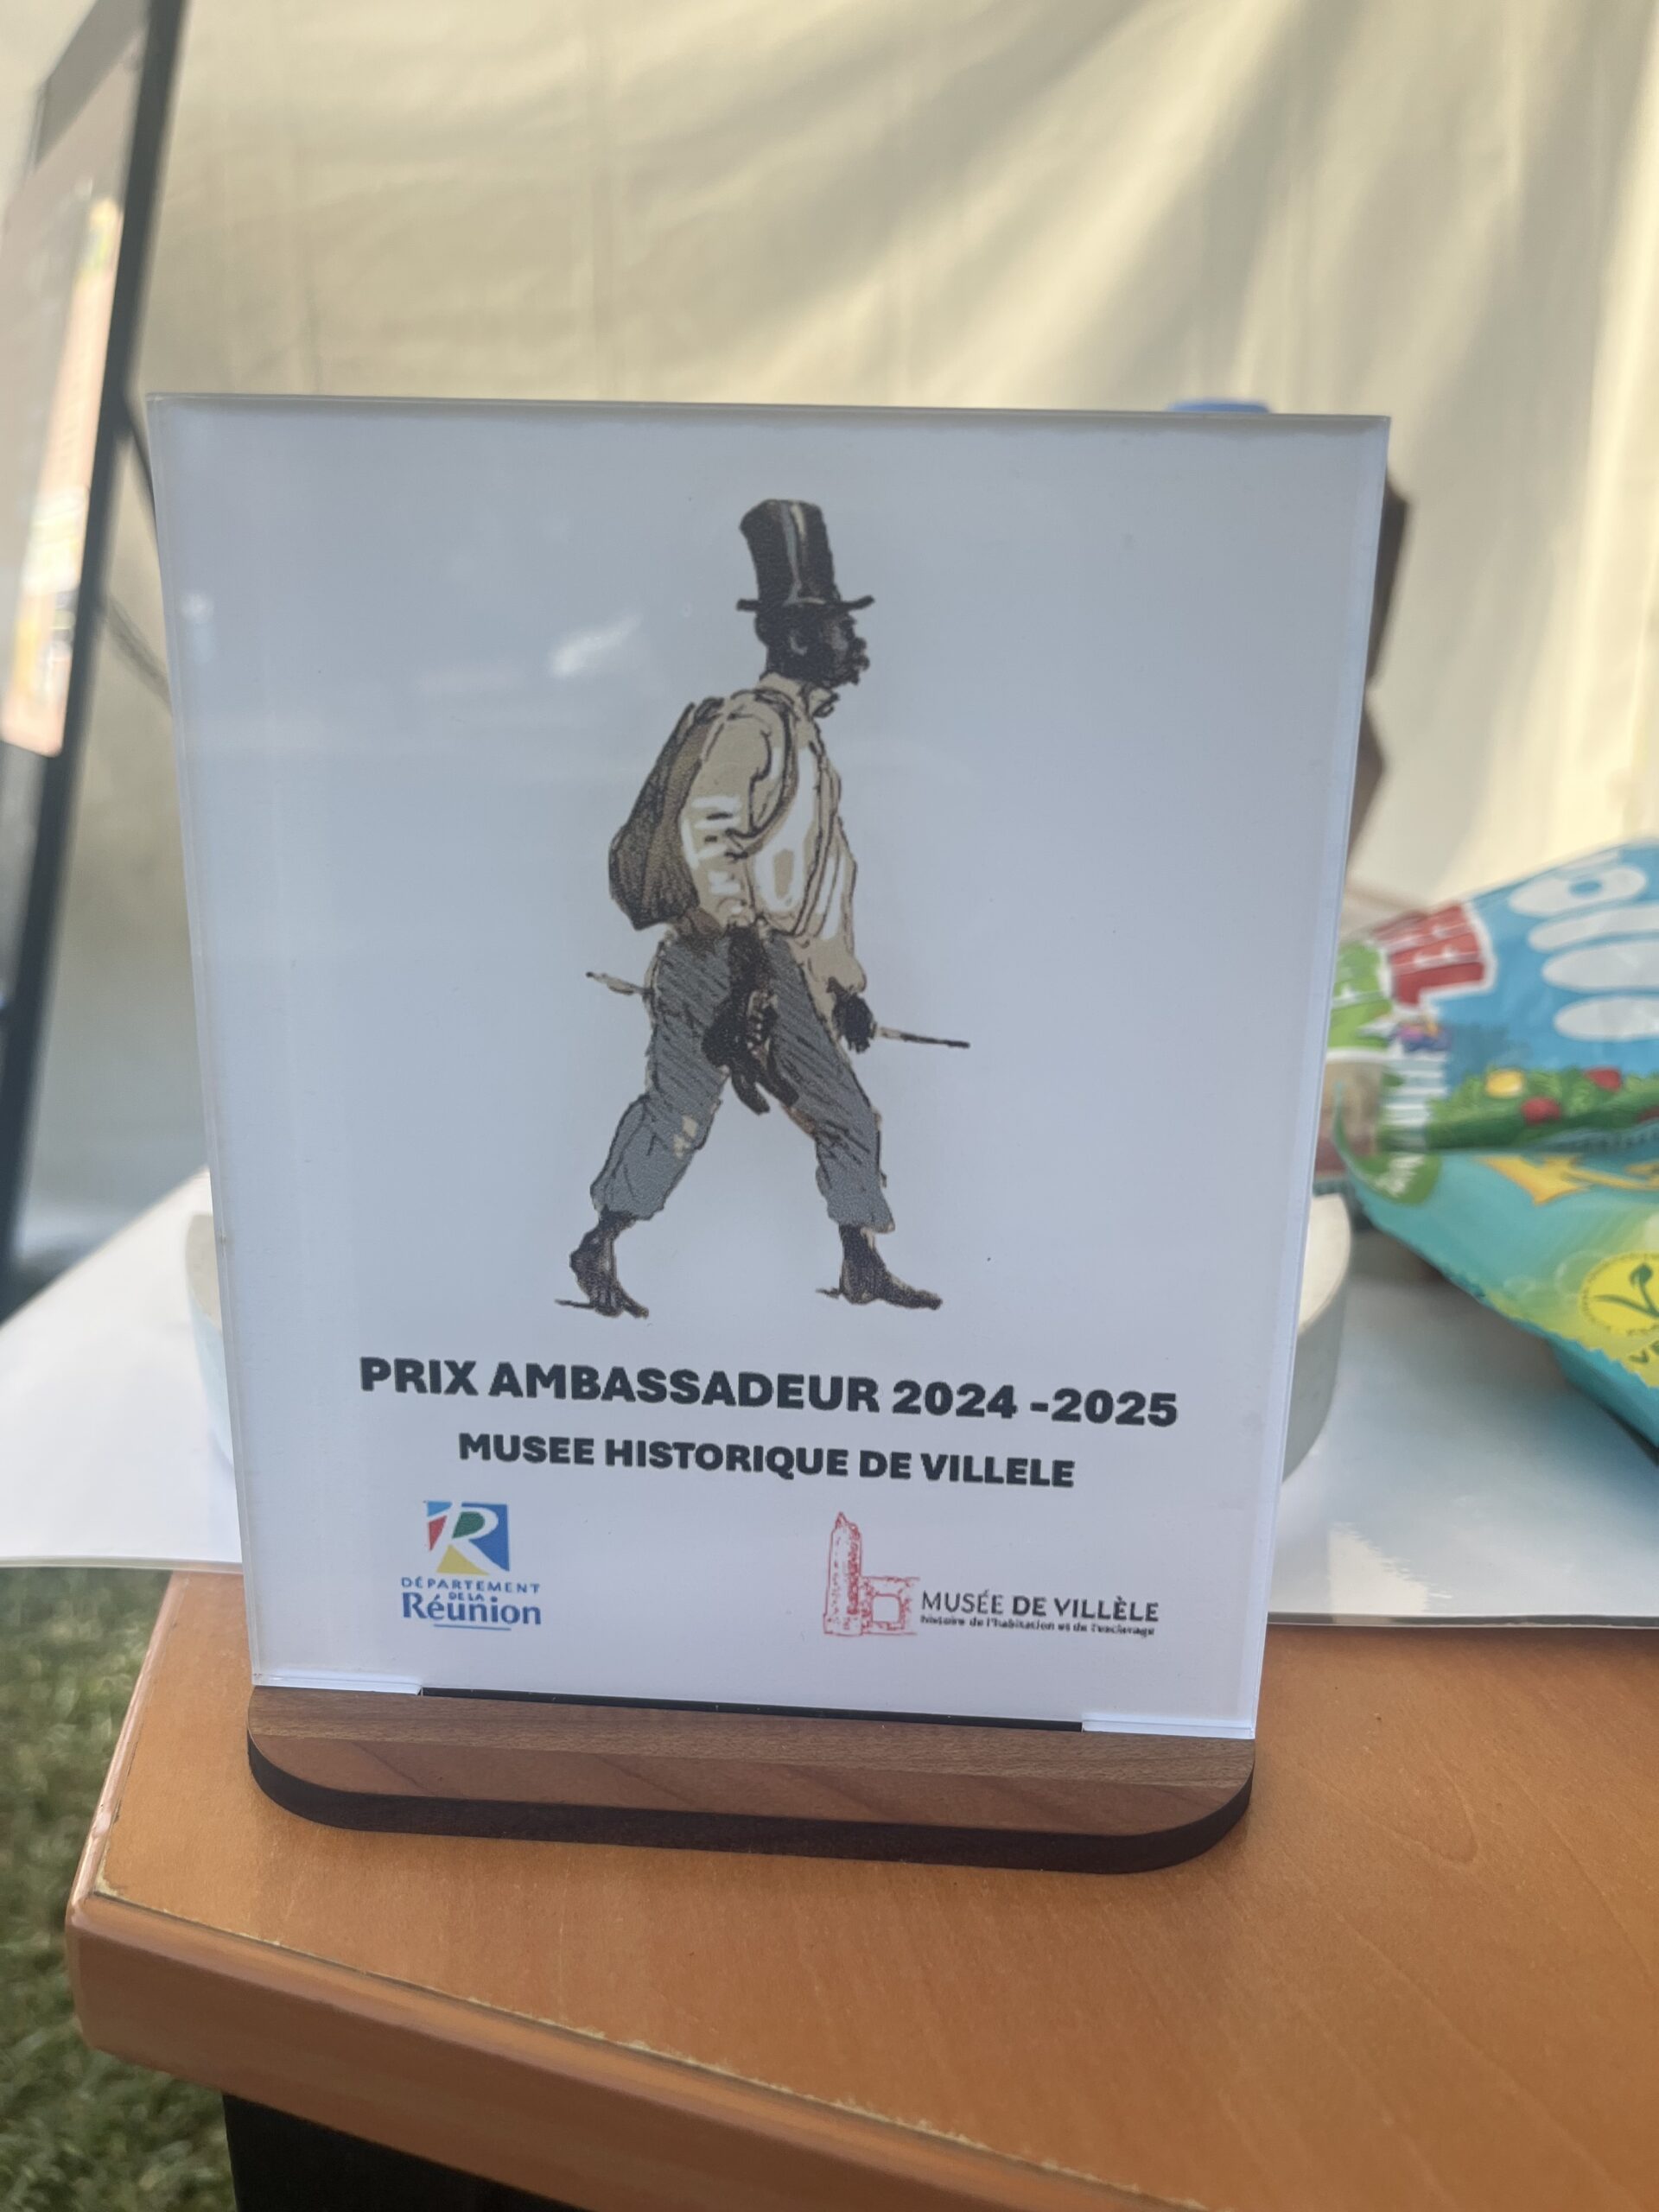 PRIX AMBASSADEUR 2024 -2025
MUSEE HISTORIQUE DE VILLELE
DÉPARTEMENT
DE LA
Réunion
MUSÉE DE VILLÈLE
histoire de l'habitation et de l'esclavage